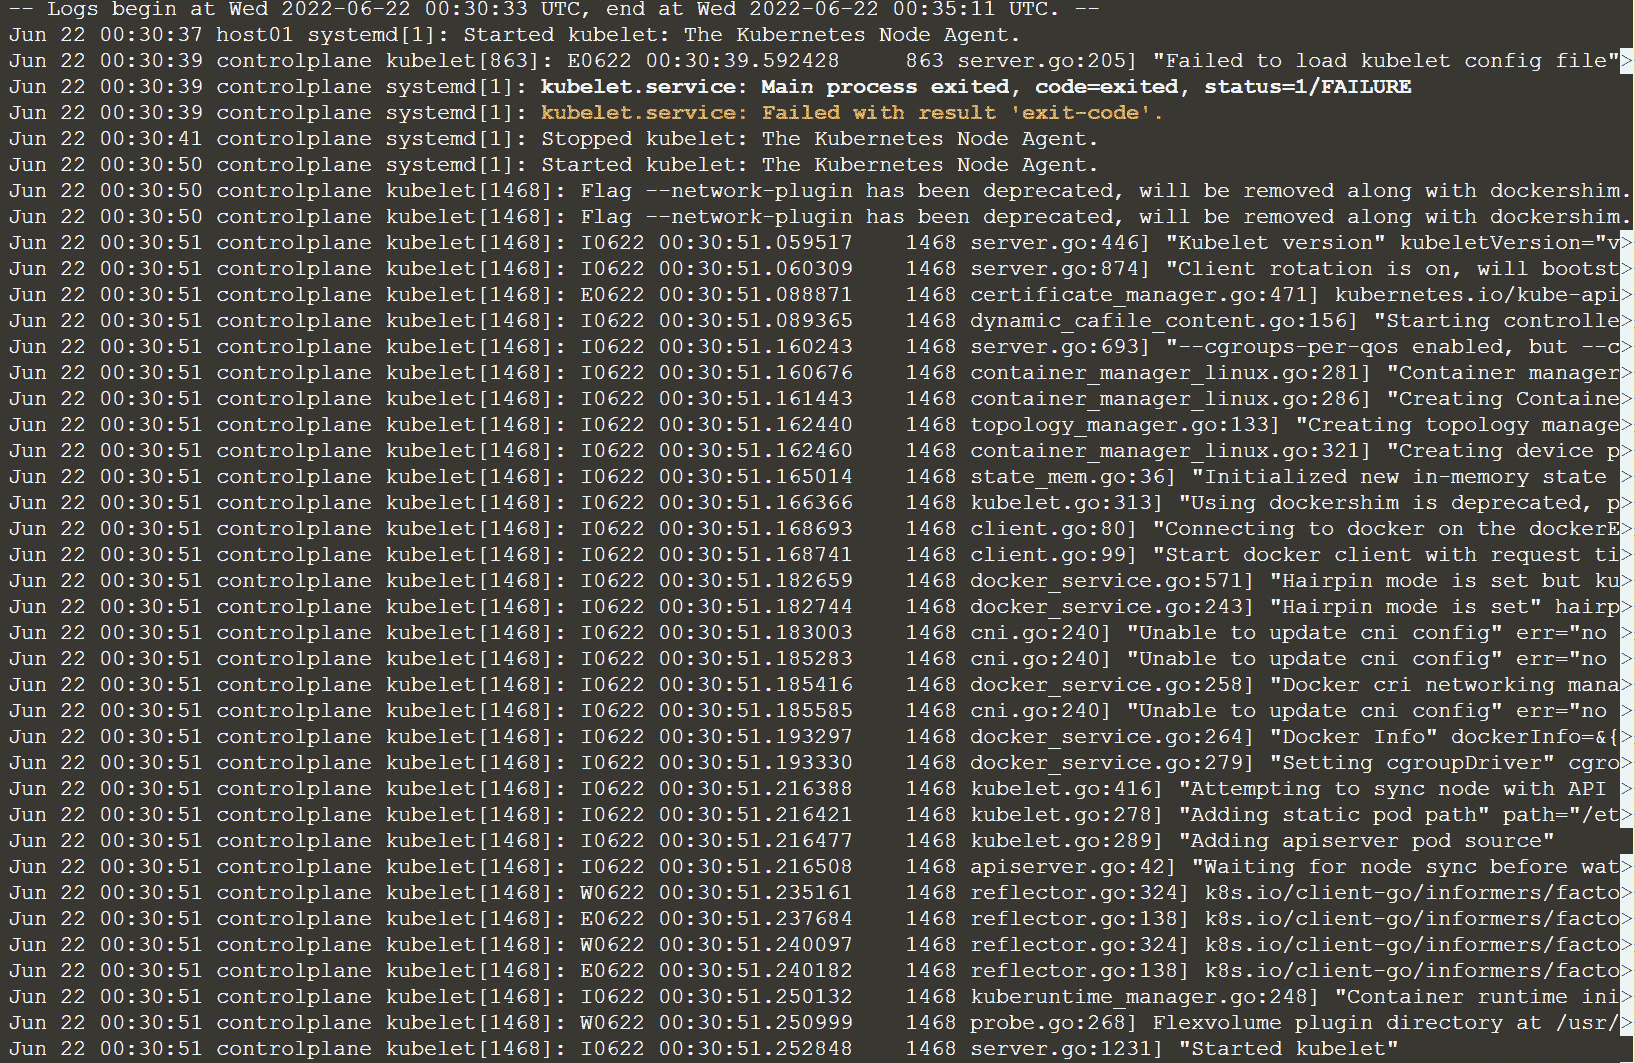 -- Logs begin at Wed 2022-06-22 00:30:33 UTC, end at Wed 2022-06-22 00:35:11 UTC. --
Jun 22 00:30:37 host01 systemd[1]: Started kubelet: The Kubernetes Node Agent.
Jun 22 00:30:39 controlplane kubelet[863]: E0622 00:30:39.592428     863 server.go:205] "Failed to load kubelet config file">
Jun 22 00:30:39 controlplane systemd[1]: kubelet.service: Main process exited, code=exited, status=1/FAILURE
Jun 22 00:30:39 controlplane systemd[1]: kubelet.service: Failed with result 'exit-code'.
Jun 22 00:30:41 controlplane systemd[1]: Stopped kubelet: The Kubernetes Node Agent.
Jun 22 00:30:50 controlplane systemd[1]: Started kubelet: The Kubernetes Node Agent.
Jun 22 00:30:50 controlplane kubelet[1468]: Flag --network-plugin has been deprecated, will be removed along with dockershim.
Jun 22 00:30:50 controlplane kubelet[1468]: Flag --network-plugin has been deprecated, will be removed along with dockershim.
Jun 22 00:30:51 controlplane kubelet[1468]: I0622 00:30:51.059517    1468 server.go:446] "Kubelet version" kubeletVersion="v>
Jun 22 00:30:51 controlplane kubelet[1468]: I0622 00:30:51.060309    1468 server.go:874] "Client rotation is on, will bootst>
Jun 22 00:30:51 controlplane kubelet[1468]: E0622 00:30:51.088871    1468 certificate_manager.go:471] kubernetes.io/kube-api>
Jun 22 00:30:51 controlplane kubelet[1468]: I0622 00:30:51.089365    1468 dynamic_cafile_content.go:156] "Starting controlle>
Jun 22 00:30:51 controlplane kubelet[1468]: I0622 00:30:51.160243    1468 server.go:693] "--cgroups-per-qos enabled, but --c>
Jun 22 00:30:51 controlplane kubelet[1468]: I0622 00:30:51.160676    1468 container_manager_linux.go:281] "Container manager>
Jun 22 00:30:51 controlplane kubelet[1468]: I0622 00:30:51.161443    1468 container_manager_linux.go:286] "Creating Containe>
Jun 22 00:30:51 controlplane kubelet[1468]: I0622 00:30:51.162440    1468 topology_manager.go:133] "Creating topology manage>
Jun 22 00:30:51 controlplane kubelet[1468]: I0622 00:30:51.162460    1468 container_manager_linux.go:321] "Creating device p>
Jun 22 00:30:51 controlplane kubelet[1468]: I0622 00:30:51.165014    1468 state_mem.go:36] "Initialized new in-memory state >
Jun 22 00:30:51 controlplane kubelet[1468]: I0622 00:30:51.166366    1468 kubelet.go:313] "Using dockershim is deprecated, p>
Jun 22 00:30:51 controlplane kubelet[1468]: I0622 00:30:51.168693    1468 client.go:80] "Connecting to docker on the dockerE>
Jun 22 00:30:51 controlplane kubelet[1468]: I0622 00:30:51.168741    1468 client.go:99] "Start docker client with request ti>
Jun 22 00:30:51 controlplane kubelet[1468]: I0622 00:30:51.182659    1468 docker_service.go:571] "Hairpin mode is set but ku>
Jun 22 00:30:51 controlplane kubelet[1468]: I0622 00:30:51.182744    1468 docker_service.go:243] "Hairpin mode is set" hairp>
Jun 22 00:30:51 controlplane kubelet[1468]: I0622 00:30:51.183003    1468 cni.go:240] "Unable to update cni config" err="no >
Jun 22 00:30:51 controlplane kubelet[1468]: I0622 00:30:51.185283    1468 cni.go:240] "Unable to update cni config" err="no >
Jun 22 00:30:51 controlplane kubelet[1468]: I0622 00:30:51.185416    1468 docker_service.go:258] "Docker cri networking mana>
Jun 22 00:30:51 controlplane kubelet[1468]: I0622 00:30:51.185585    1468 cni.go:240] "Unable to update cni config" err="no >
Jun 22 00:30:51 controlplane kubelet[1468]: I0622 00:30:51.193297    1468 docker_service.go:264] "Docker Info" dockerInfo=&{>
Jun 22 00:30:51 controlplane kubelet[1468]: I0622 00:30:51.193330    1468 docker_service.go:279] "Setting cgroupDriver" cgro>
Jun 22 00:30:51 controlplane kubelet[1468]: I0622 00:30:51.216388    1468 kubelet.go:416] "Attempting to sync node with API >
Jun 22 00:30:51 controlplane kubelet[1468]: I0622 00:30:51.216421    1468 kubelet.go:278] "Adding static pod path" path="/et>
Jun 22 00:30:51 controlplane kubelet[1468]: I0622 00:30:51.216477    1468 kubelet.go:289] "Adding apiserver pod source"
Jun 22 00:30:51 controlplane kubelet[1468]: I0622 00:30:51.216508    1468 apiserver.go:42] "Waiting for node sync before wat>
Jun 22 00:30:51 controlplane kubelet[1468]: W0622 00:30:51.235161    1468 reflector.go:324] k8s.io/client-go/informers/facto>
Jun 22 00:30:51 controlplane kubelet[1468]: E0622 00:30:51.237684    1468 reflector.go:138] k8s.io/client-go/informers/facto>
Jun 22 00:30:51 controlplane kubelet[1468]: W0622 00:30:51.240097    1468 reflector.go:324] k8s.io/client-go/informers/facto>
Jun 22 00:30:51 controlplane kubelet[1468]: E0622 00:30:51.240182    1468 reflector.go:138] k8s.io/client-go/informers/facto>
Jun 22 00:30:51 controlplane kubelet[1468]: I0622 00:30:51.250132    1468 kuberuntime_manager.go:248] "Container runtime ini>
Jun 22 00:30:51 controlplane kubelet[1468]: W0622 00:30:51.250999    1468 probe.go:268] Flexvolume plugin directory at /usr/>
Jun 22 00:30:51 controlplane kubelet[1468]: I0622 00:30:51.252848    1468 server.go:1231] "Started kubelet"